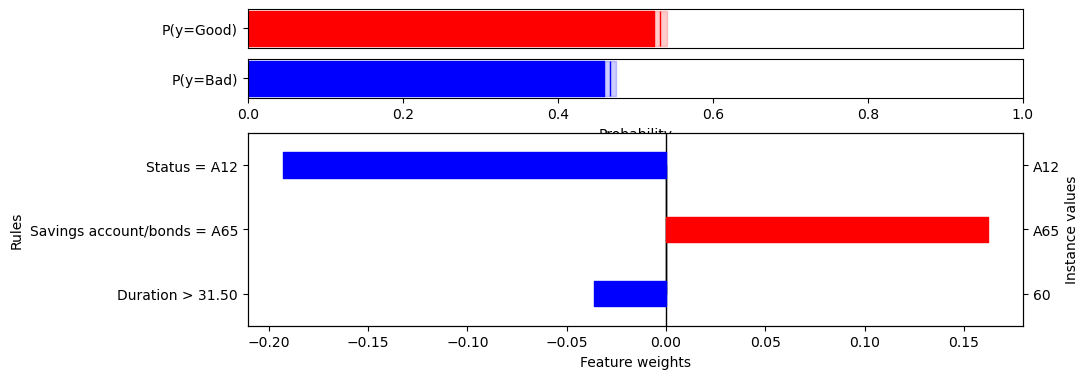 P(y=Good)
P(y=Bad)
0.0 0.2 0.4 0.6 0.8 1.0
Probability
Status = A12 A12
Savings account/bonds = A65 A65
Duration > 31.50 60
Rules
Instance values
−0.20 −0.15 −0.10 −0.05 0.00 0.05 0.10 0.15
Feature weights